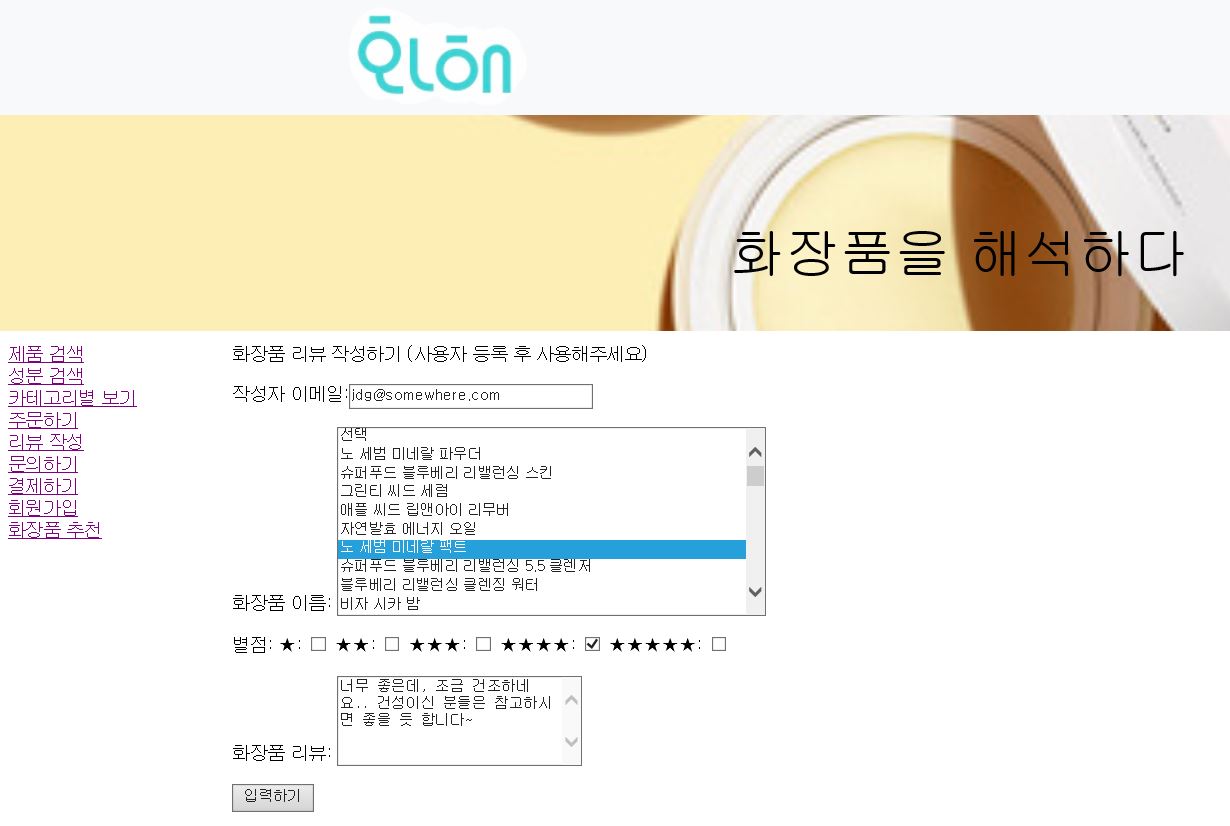 화장품을 해석하다
제품 검색
성분 검색
카테고리별 보기
주문하기
리뷰 작성
문의하기
결제하기
회원가입
화장품 추천
화장품 리뷰 작성하기 (사용자 등록 후 사용해주세요)
작성자 이메일: jdg@somewhere.com
선택
노 세범 미네랄 파우더
슈퍼푸드 블루베리 리밸런싱 스킨
그린티 씨드 세럼
애플 씨드 립앤아이 리무버
자연발효 에너지 오일
노 세범 미네랄 팩트
슈퍼푸드 블루베리 리밸런싱 5.5 클렌저
블루베리 리밸런싱 클렌징 워터
비자 시카 밤
화장품 이름:
별점: ★: ★★: ★★★: ★★★★: ★★★★★:
너무 좋은데, 조금 건조하네
요.. 건성이신 분들은 참고하시
면 좋을 듯 합니다~
화장품 리뷰:
입력하기